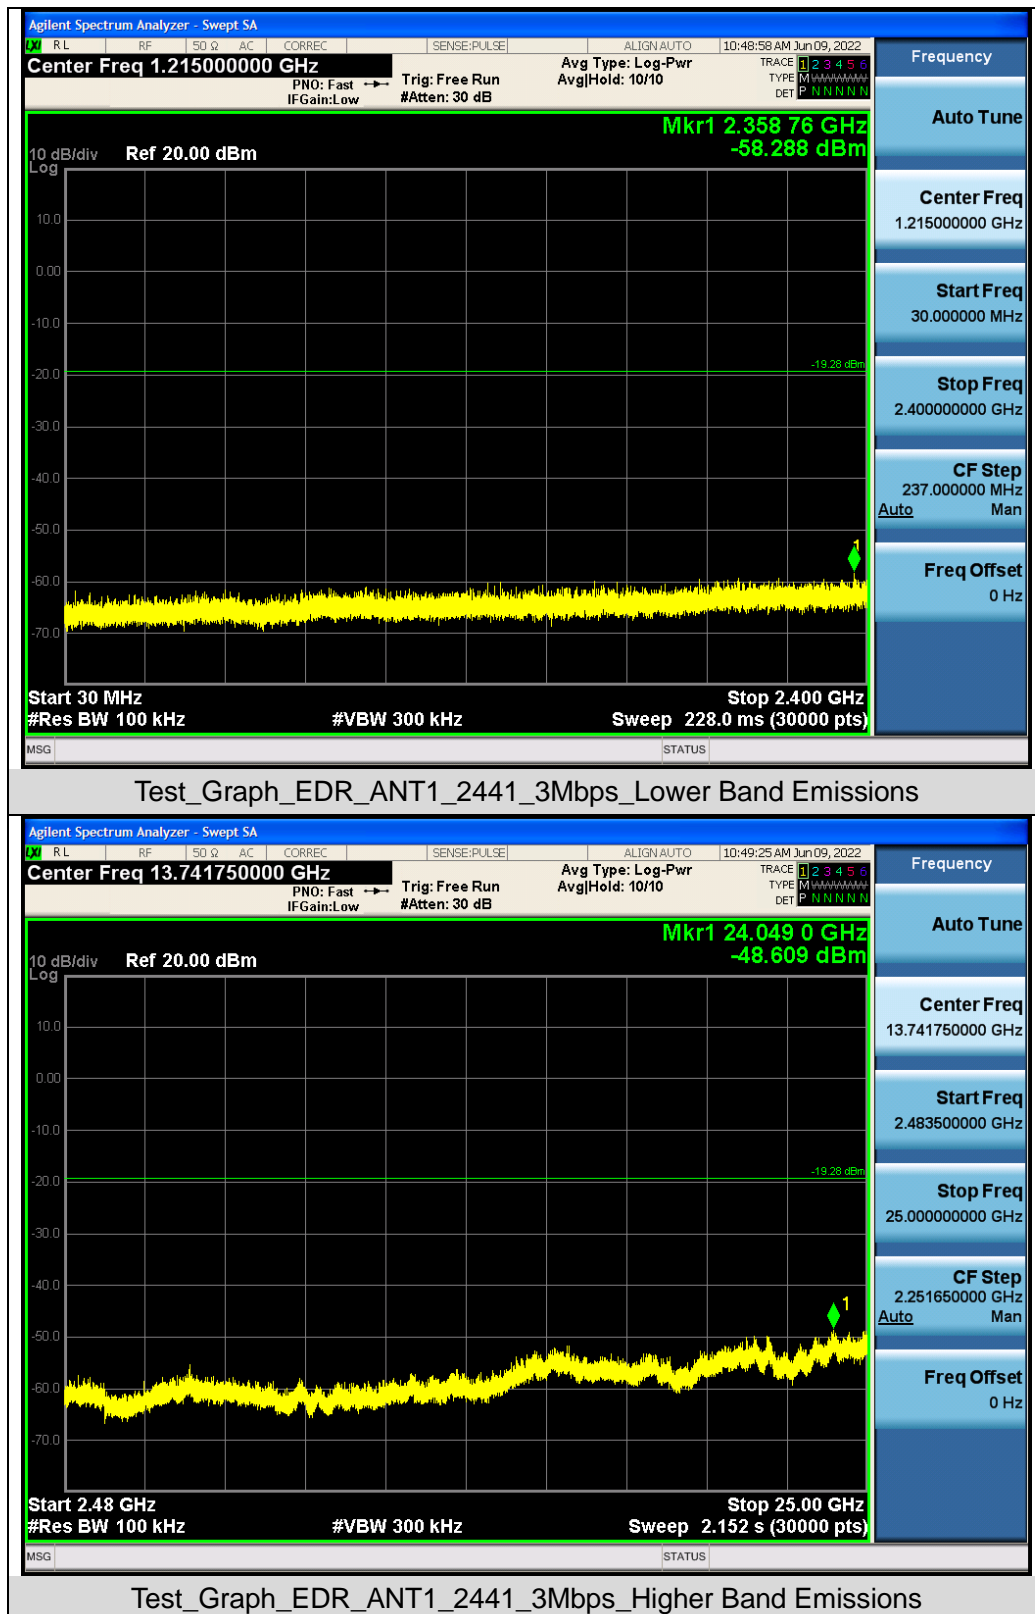 Agilent Spectrum Analyzer - Swept SA
LXI RL RF 50 Ω AC CORREC SENSE:PULSE ALIGN AUTO 10:48:58 AM Jun 09, 2022
Center Freq 1.215000000 GHz
PNO: Fast
IFGain:Low
Trig: Free Run
#Atten: 30 dB
Avg Type: Log-Pwr
Avg|Hold: 10/10
TRACE 1 2 3 4 5 6
TYPE M
DET P N N N N N
Mkr1 2.358 76 GHz
-58.288 dBm
10 dB/div Ref 20.00 dBm
Log
10.0
0.00
-10.0
-19.28 dBm
-20.0
-30.0
-40.0
-50.0
1
-60.0
-70.0
Start 30 MHz Stop 2.400 GHz
#Res BW 100 kHz #VBW 300 kHz Sweep 228.0 ms (30000 pts)
MSG STATUS
Frequency
Auto Tune
Center Freq
1.215000000 GHz
Start Freq
30.000000 MHz
Stop Freq
2.400000000 GHz
CF Step
237.000000 MHz
Auto Man
Freq Offset
0 Hz
Test_Graph_EDR_ANT1_2441_3Mbps_Lower Band Emissions
Agilent Spectrum Analyzer - Swept SA
LXI RL RF 50 Ω AC CORREC SENSE:PULSE ALIGN AUTO 10:49:25 AM Jun 09, 2022
Center Freq 13.741750000 GHz
PNO: Fast
IFGain:Low
Trig: Free Run
#Atten: 30 dB
Avg Type: Log-Pwr
Avg|Hold: 10/10
TRACE 1 2 3 4 5 6
TYPE M
DET P N N N N N
Mkr1 24.049 0 GHz
-48.609 dBm
10 dB/div Ref 20.00 dBm
Log
10.0
0.00
-10.0
-19.28 dBm
-20.0
-30.0
-40.0
1
-50.0
-60.0
-70.0
Start 2.48 GHz Stop 25.00 GHz
#Res BW 100 kHz #VBW 300 kHz Sweep 2.152 s (30000 pts)
MSG STATUS
Frequency
Auto Tune
Center Freq
13.741750000 GHz
Start Freq
2.483500000 GHz
Stop Freq
25.000000000 GHz
CF Step
2.251650000 GHz
Auto Man
Freq Offset
0 Hz
Test_Graph_EDR_ANT1_2441_3Mbps_Higher Band Emissions